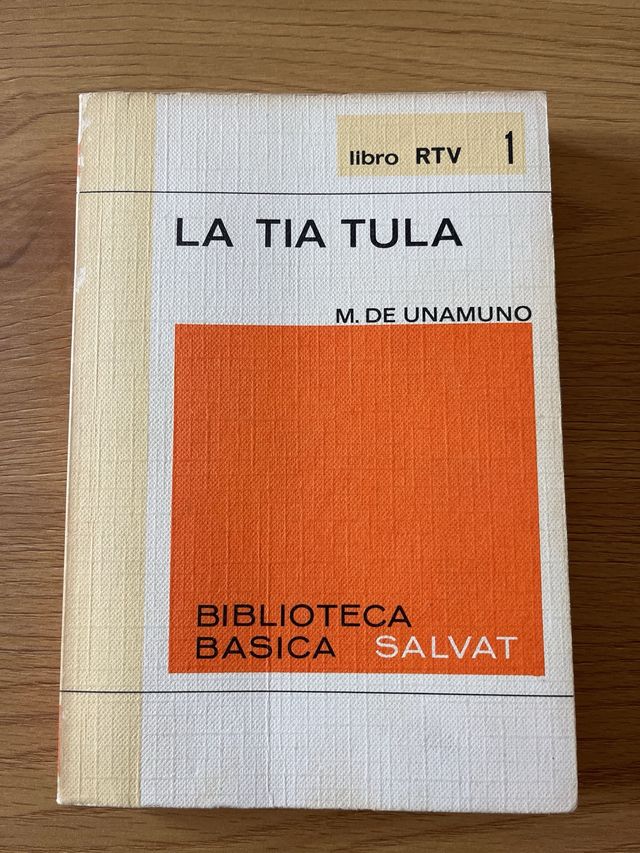 libro RTV 1
LA TIA TULA
M. DE UNAMUNO
BIBLIOTECA
BASICA SALVAT